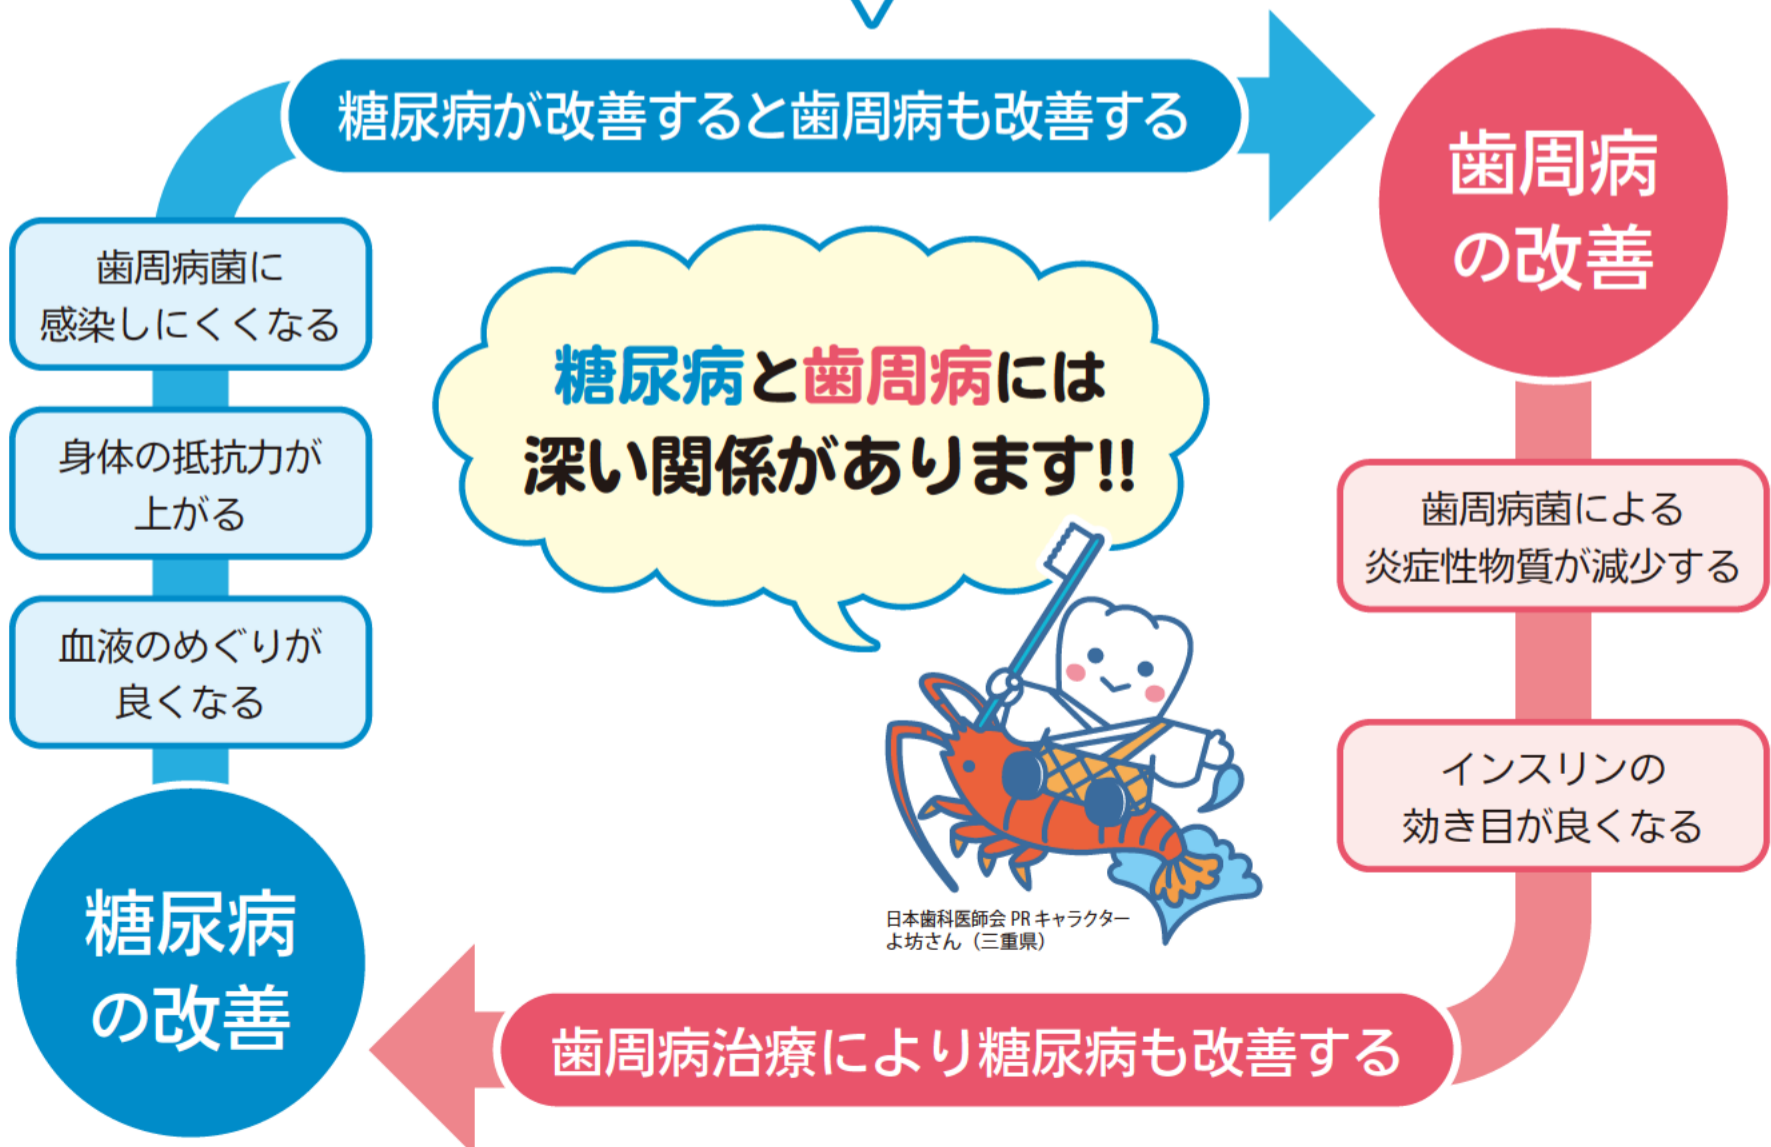 糖尿病が改善すると歯周病も改善する
歯周病
の改善
歯周病菌に
感染しにくくなる
身体の抵抗力が
上がる
血液のめぐりが
良くなる
糖尿病
の改善
糖尿病と歯周病には
深い関係があります!!
歯周病菌による
炎症性物質が減少する
インスリンの
効き目が良くなる
日本歯科医師会 PR キャラクター
よ坊さん（三重県）
歯周病治療により糖尿病も改善する